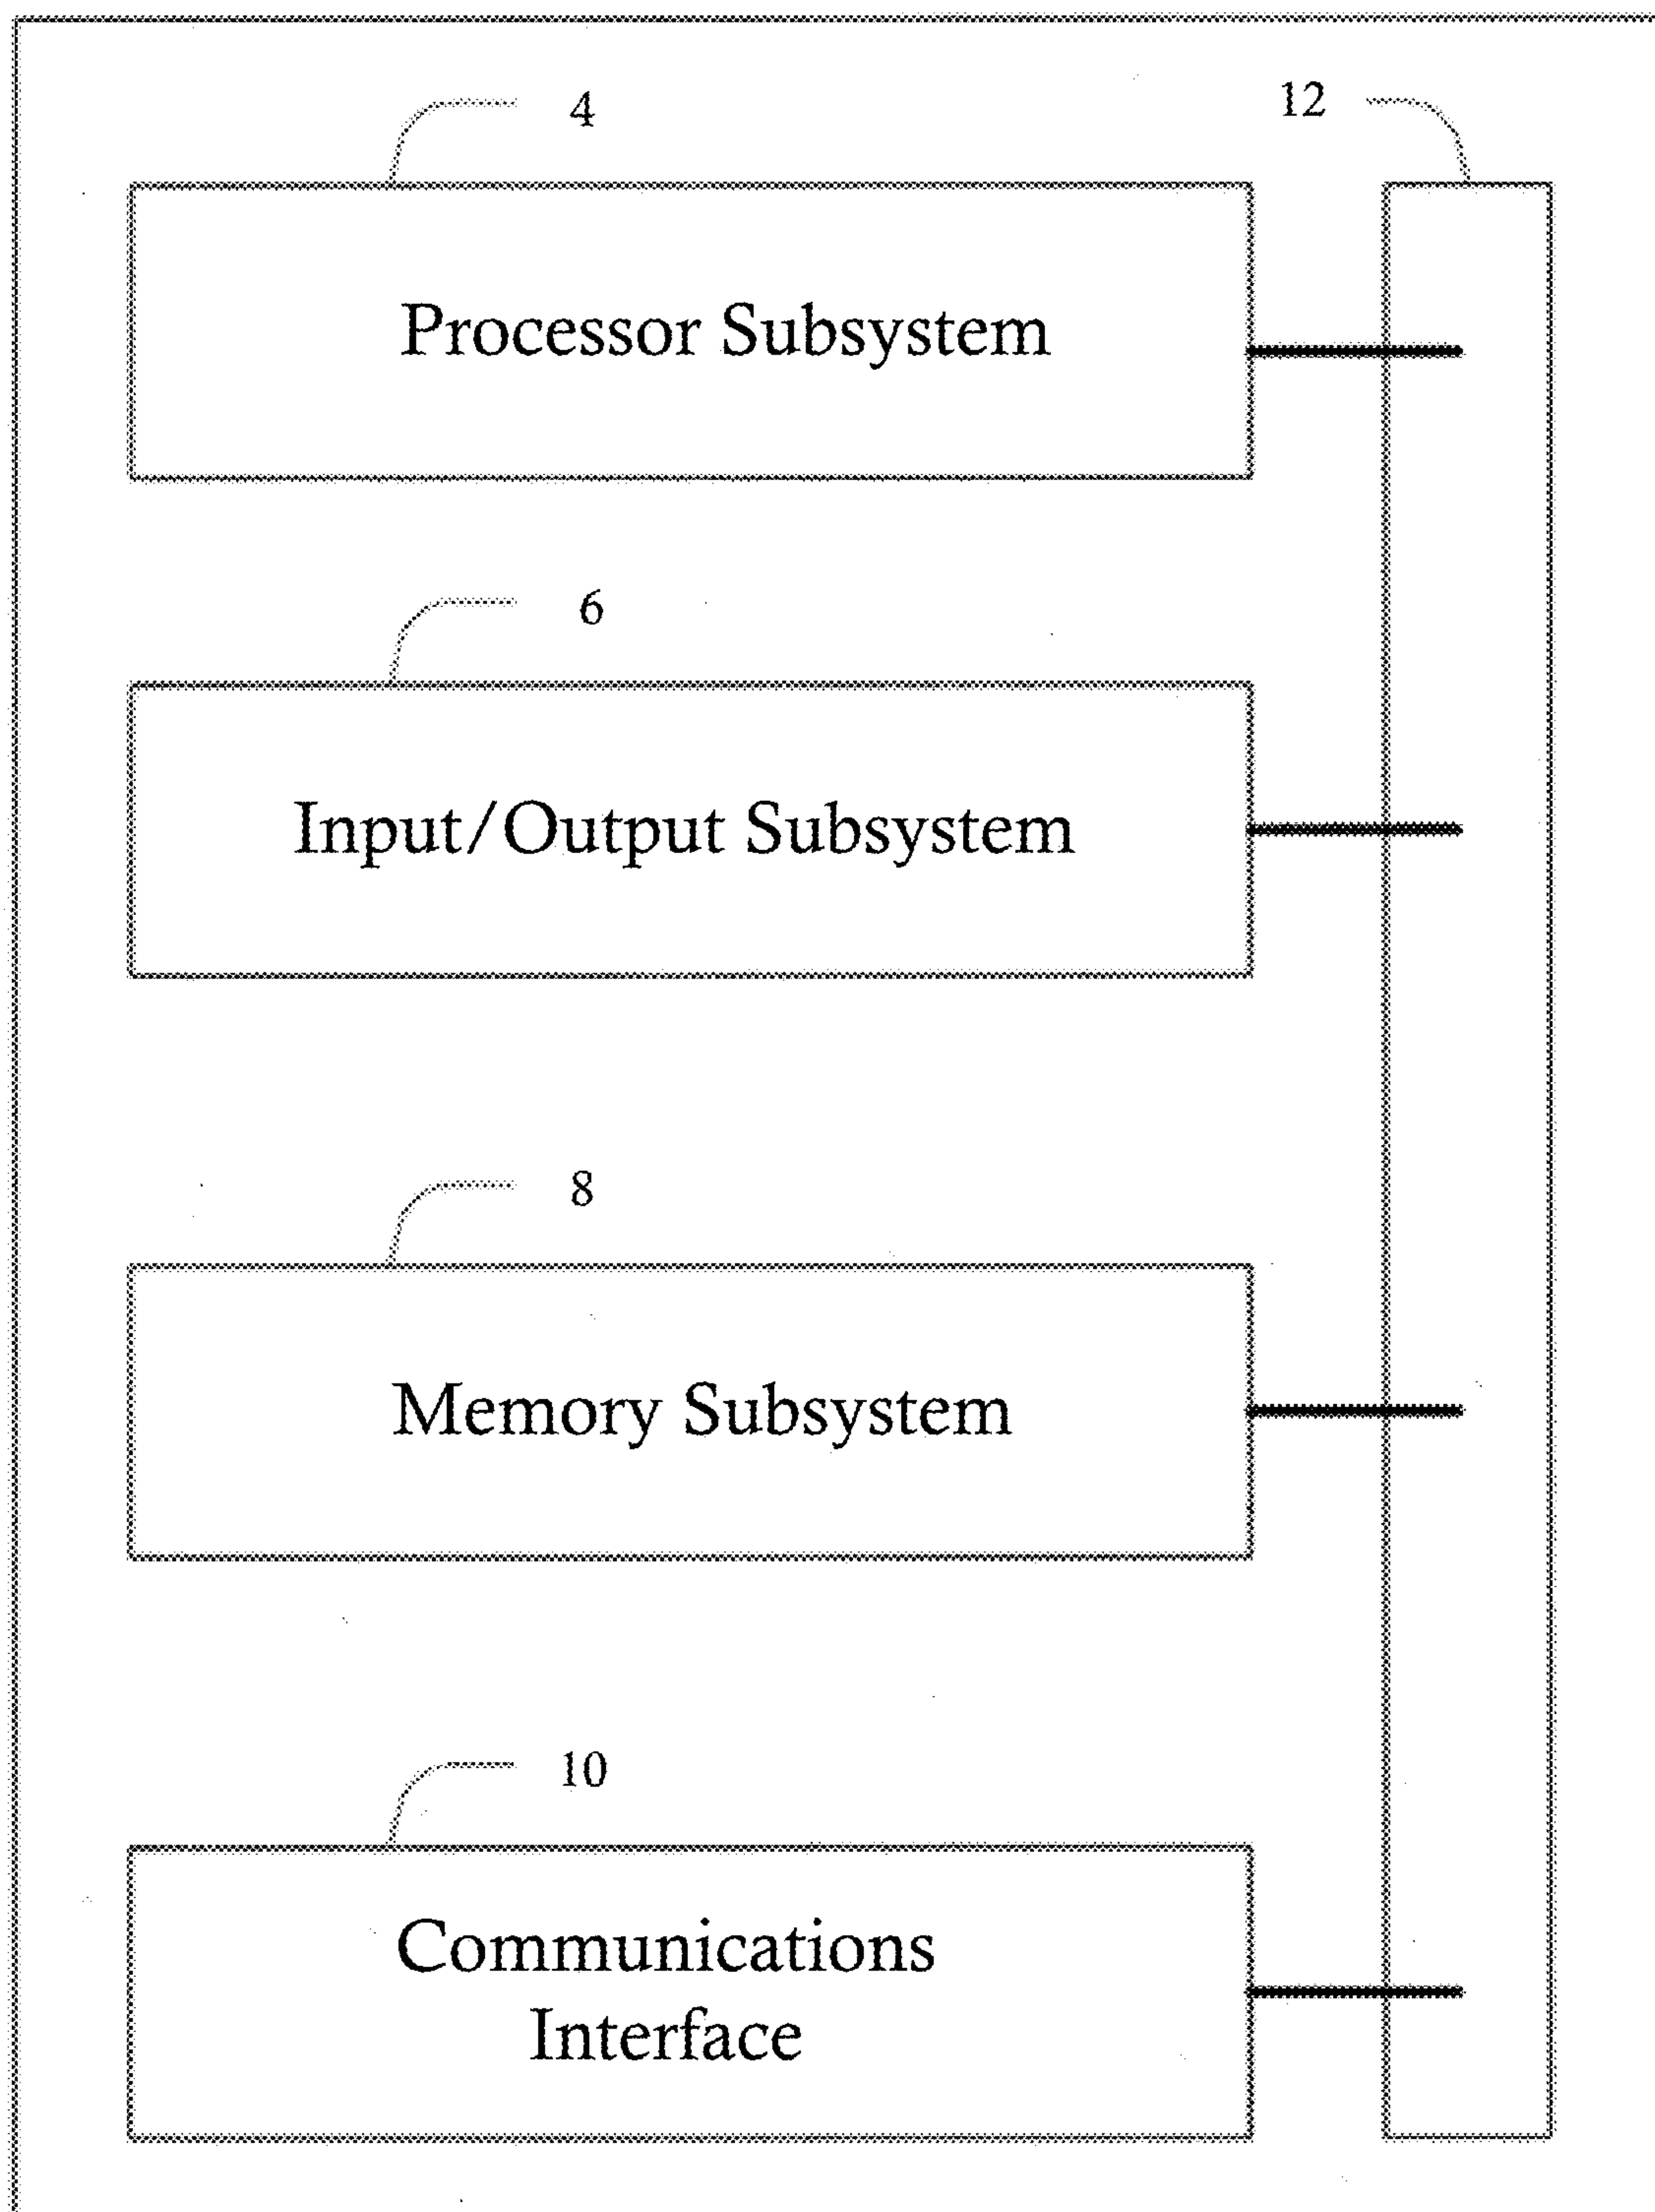 4
12
Processor Subsystem
6
Input/Output Subsystem
8
Memory Subsystem
10
Communications
Interface